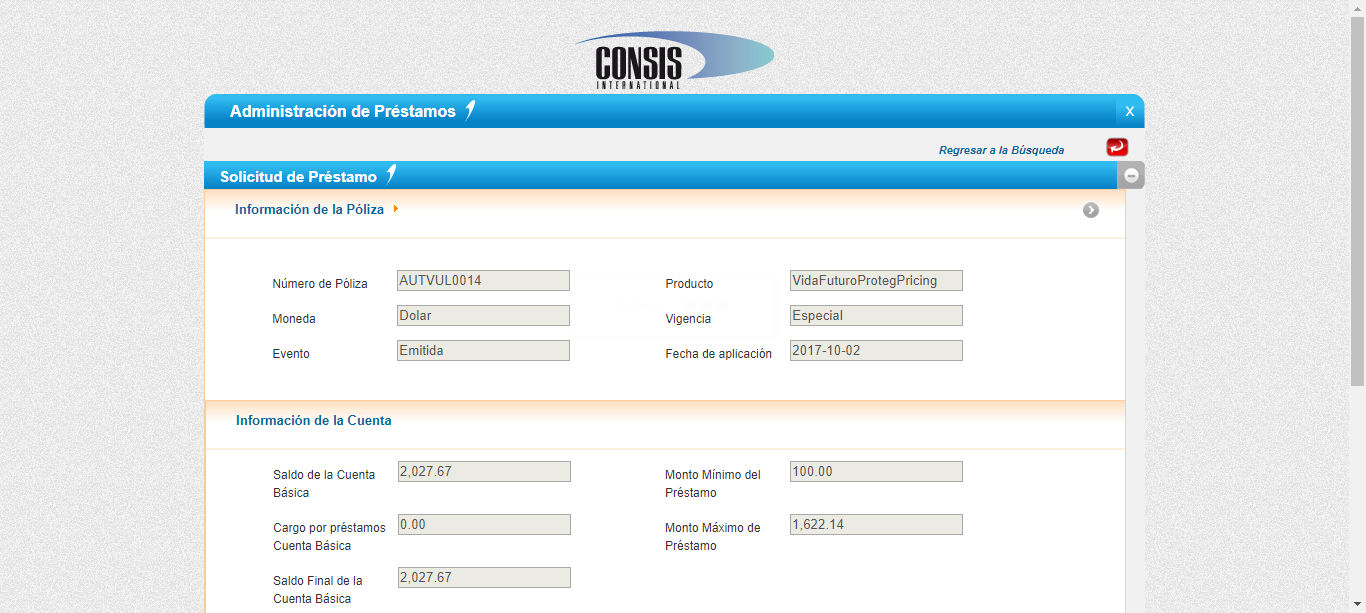 CONSIS
INTERNATIONAL
Administración de Préstamos
X
Regresar a la Búsqueda
Solicitud de Préstamo
Información de la Póliza
Número de Póliza AUTVUL0014 Producto VidaFuturoProtegPricing
Moneda Dolar Vigencia Especial
Evento Emitida Fecha de aplicación 2017-10-02
Información de la Cuenta
Saldo de la Cuenta 2,027.67 Monto Mínimo del 100.00
Básica Préstamo
Cargo por préstamos 0.00 Monto Máximo de 1,622.14
Cuenta Básica Préstamo
Saldo Final de la 2,027.67
Cuenta Básica